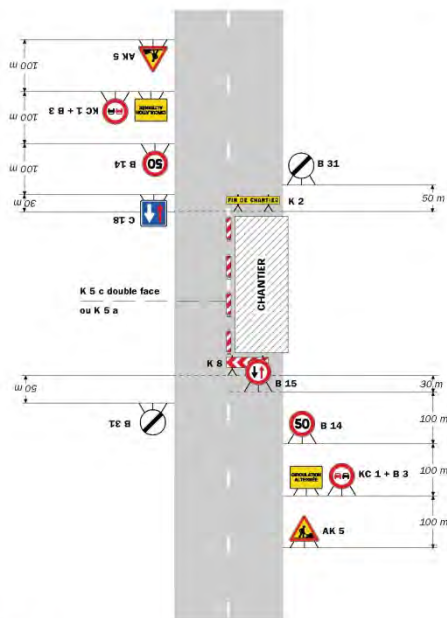 AK 5
100 m
KC 1 + B 3
CIRCULATION
ALTERNÉE
100 m
B 14
50
100 m
C 18
30 m
B 31
FIN DE CHANTIER
K 2
50 m
CHANTIER
K 5 c double face
ou K 5 a
K 8
B 15
50 m
B 31
30 m
50
B 14
100 m
CIRCULATION
ALTERNÉE
KC 1 + B 3
100 m
AK 5
100 m